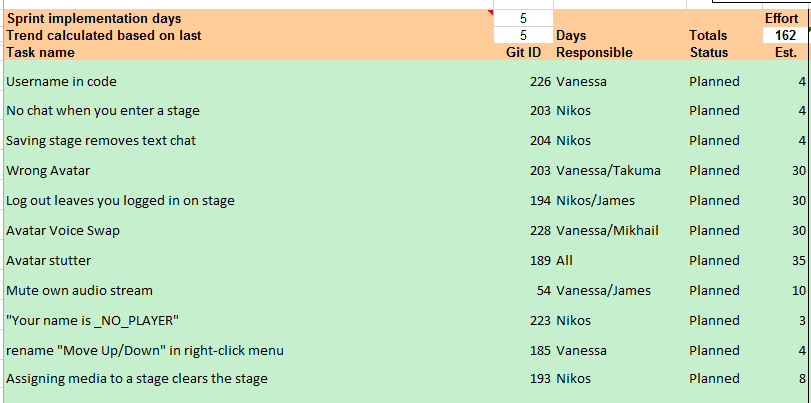 Sprint implementation days 5 Effort
Trend calculated based on last 5 Days Totals 162
Task name Git ID Responsible Status Est.
Username in code 226 Vanessa Planned 4
No chat when you enter a stage 203 Nikos Planned 4
Saving stage removes text chat 204 Nikos Planned 4
Wrong Avatar 203 Vanessa/Takuma Planned 30
Log out leaves you logged in on stage 194 Nikos/James Planned 30
Avatar Voice Swap 228 Vanessa/Mikhail Planned 30
Avatar stutter 189 All Planned 35
Mute own audio stream 54 Vanessa/James Planned 10
"Your name is _NO_PLAYER" 223 Nikos Planned 3
rename "Move Up/Down" in right-click menu 185 Vanessa Planned 4
Assigning media to a stage clears the stage 193 Nikos Planned 8